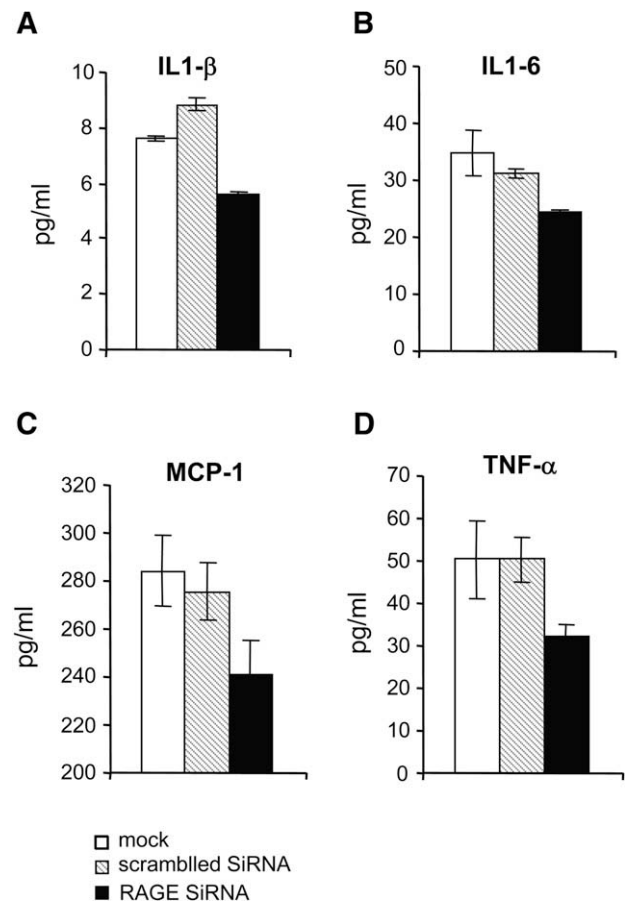 A
IL1-β
pg/ml
10
8
6
4
2
0
B
IL1-6
pg/ml
50
40
30
20
10
0
C
MCP-1
pg/ml
320
300
280
260
240
220
200
D
TNF-α
pg/ml
70
60
50
40
30
20
10
0
mock
scramblled SiRNA
RAGE SiRNA